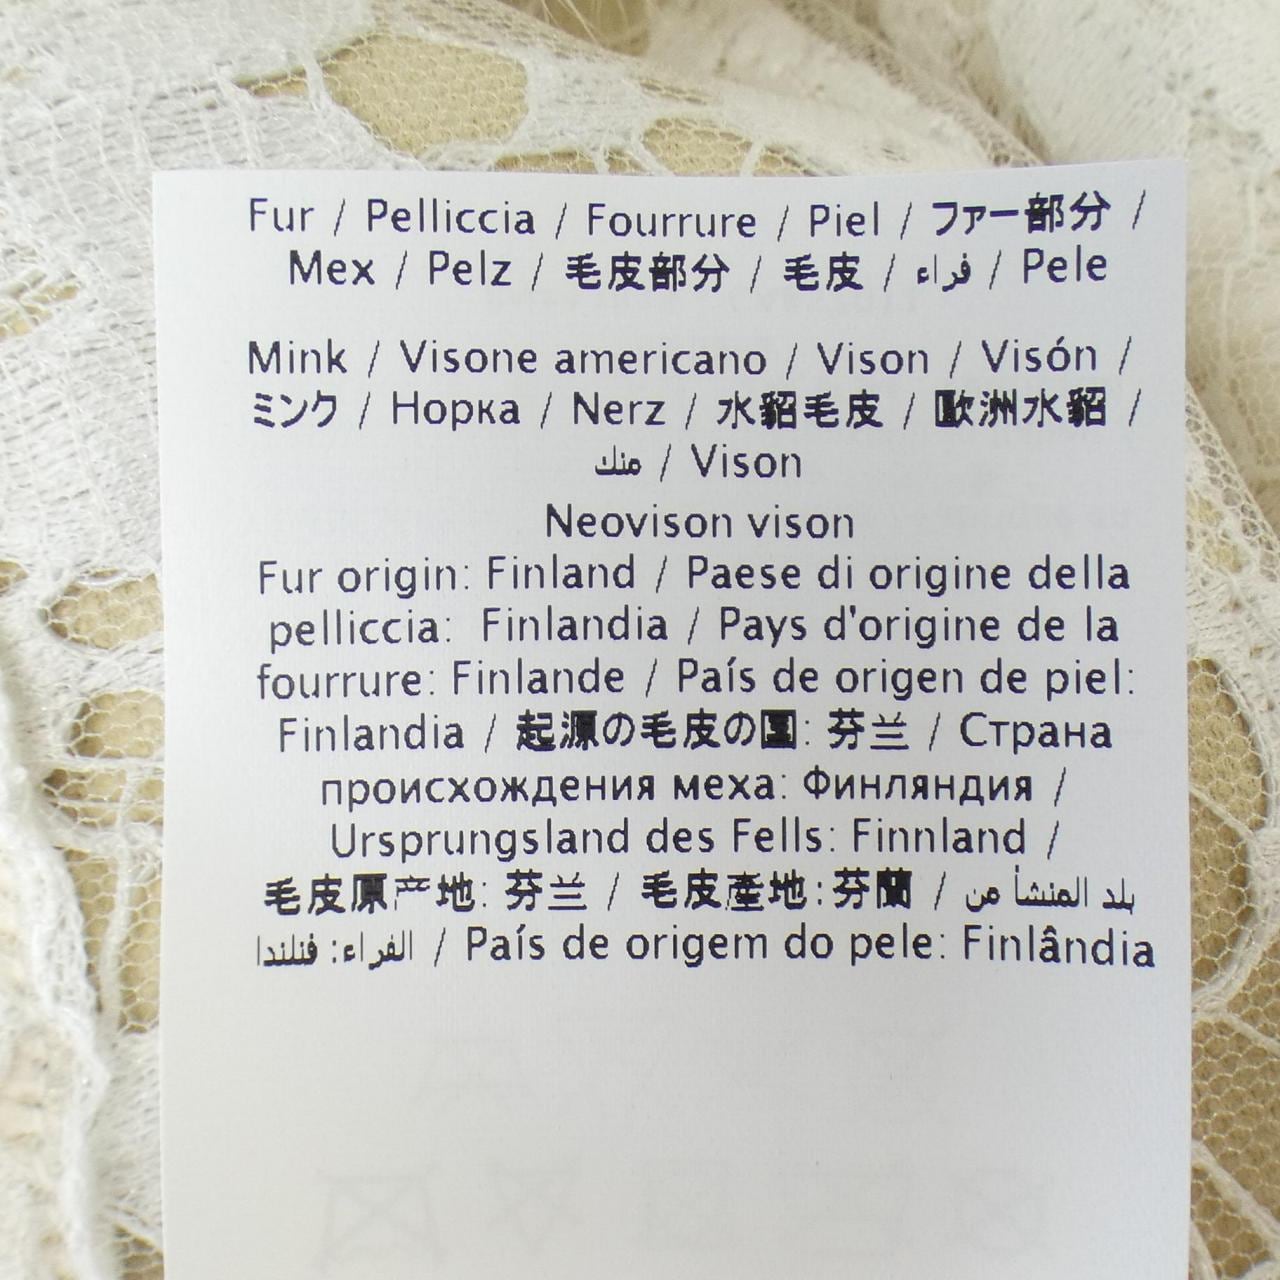 Fur / Pelliccia / Fourrure / Piel / ファー部分 /
Мех / Pelz / 毛皮部分 / 毛皮 / فراء / Pele
Mink / Visone americano / Vison / Visón /
ミンク / Норка / Nerz / 水貂毛皮 / 歐洲水貂 /
منك / Vison
Neovison vison
Fur origin: Finland / Paese di origine della
pelliccia: Finlandia / Pays d'origine de la
fourrure: Finlande / País de origen de piel:
Finlandia / 起源の毛皮の国: 芬兰 / Страна
происхождения меха: Финляндия /
Ursprungsland des Fells: Finnland /
毛皮原产地: 芬兰 / 毛皮產地: 芬蘭 / بلد المنشأ من
الفراء: فنلندا / País de origem do pele: Finlândia